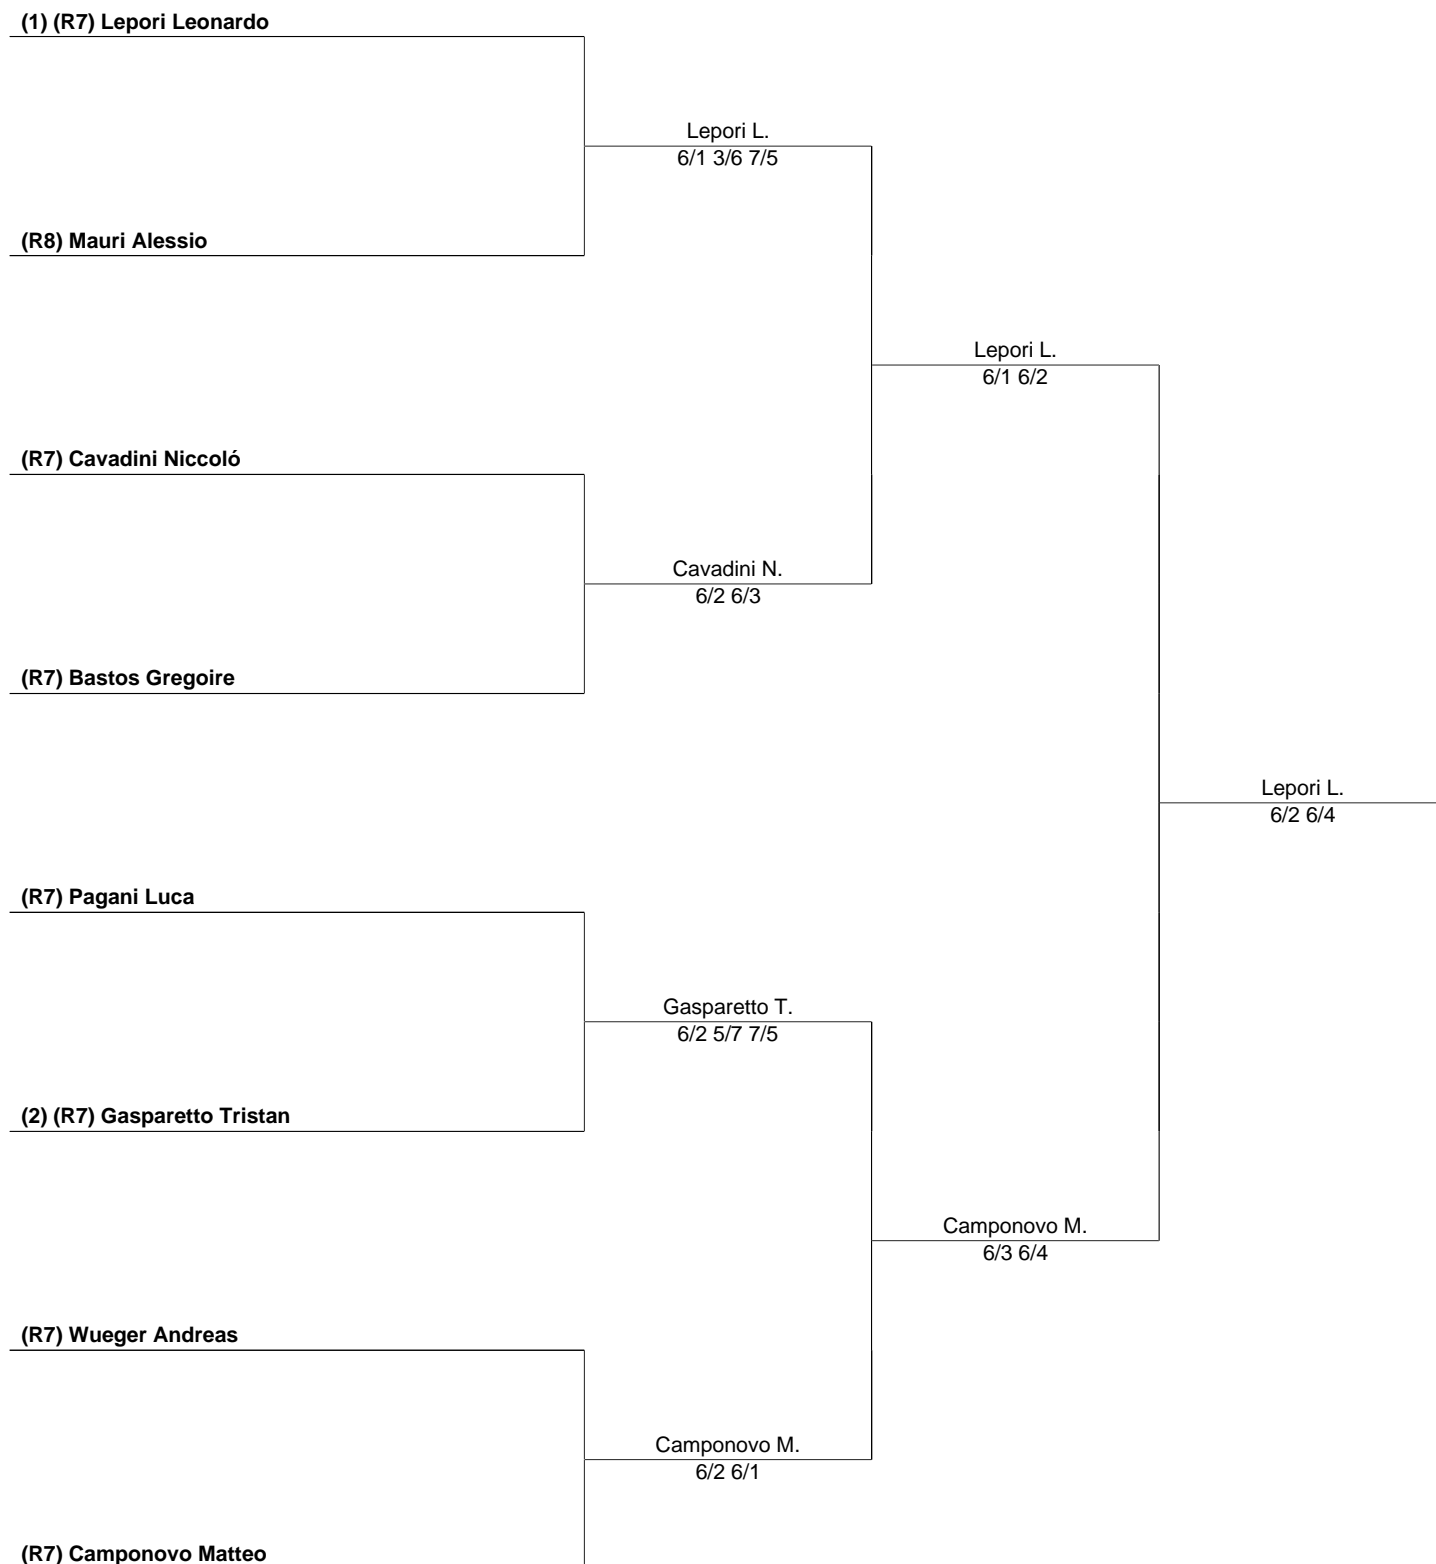 (1) (R7) Lepori Leonardo
Lepori L.
6/1 3/6 7/5
(R8) Mauri Alessio
Lepori L.
6/1 6/2
(R7) Cavadini Niccoló
Cavadini N.
6/2 6/3
(R7) Bastos Gregoire
Lepori L.
6/2 6/4
(R7) Pagani Luca
Gasparetto T.
6/2 5/7 7/5
(2) (R7) Gasparetto Tristan
Camponovo M.
6/3 6/4
(R7) Wueger Andreas
Camponovo M.
6/2 6/1
(R7) Camponovo Matteo